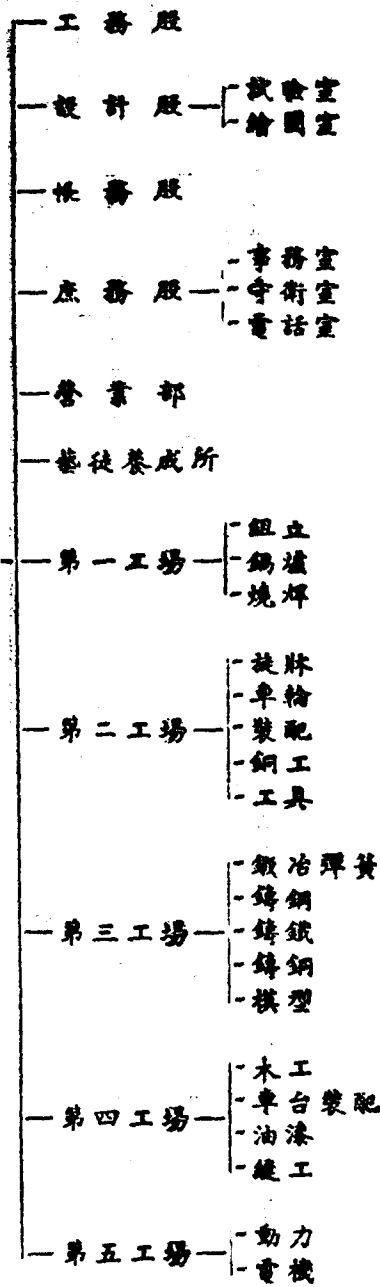 工務股
設計股
試驗室
繪圖室
帳務股
庶務股
事務室
守衛室
電話室
營業部
藝徒養成所
第一工場
組立
鍋爐
燒焊
第二工場
旋牀
車輪
裝配
銅工
工具
第三工場
鍛冶彈簧
鑄鋼
鑄鐵
鑄銅
模型
第四工場
木工
車台裝配
油漆
縫工
第五工場
動力
電機